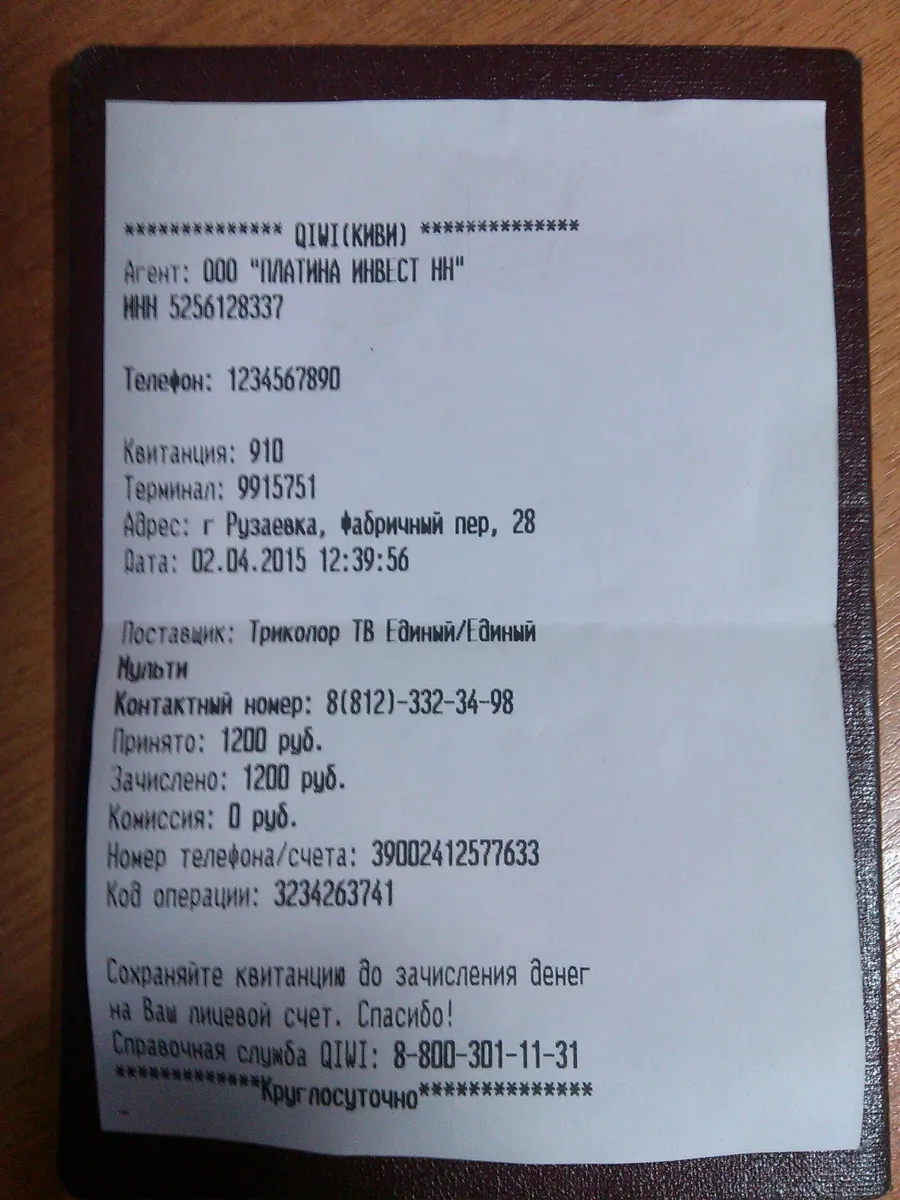 ************** QIWI(КИВИ) **************
Агент: ООО "ПЛАТИНА ИНВЕСТ НН"
ИНН 5256128337
Телефон: 1234567890
Квитанция: 910
Терминал: 9915751
Адрес: г Рузаевка, Фабричный пер, 28
Дата: 02.04.2015 12:39:56
Поставщик: Триколор ТВ Единый/Единый
Мульти
Контактный номер: 8(812)-332-34-98
Принято: 1200 руб.
Зачислено: 1200 руб.
Комиссия: 0 руб.
Номер телефона/счета: 39002412577633
Код операции: 3234263741
Сохраняйте квитанцию до зачисления денег
на Ваш лицевой счет. Спасибо!
Справочная служба QIWI: 8-800-301-11-31
*************Круглосуточно***************